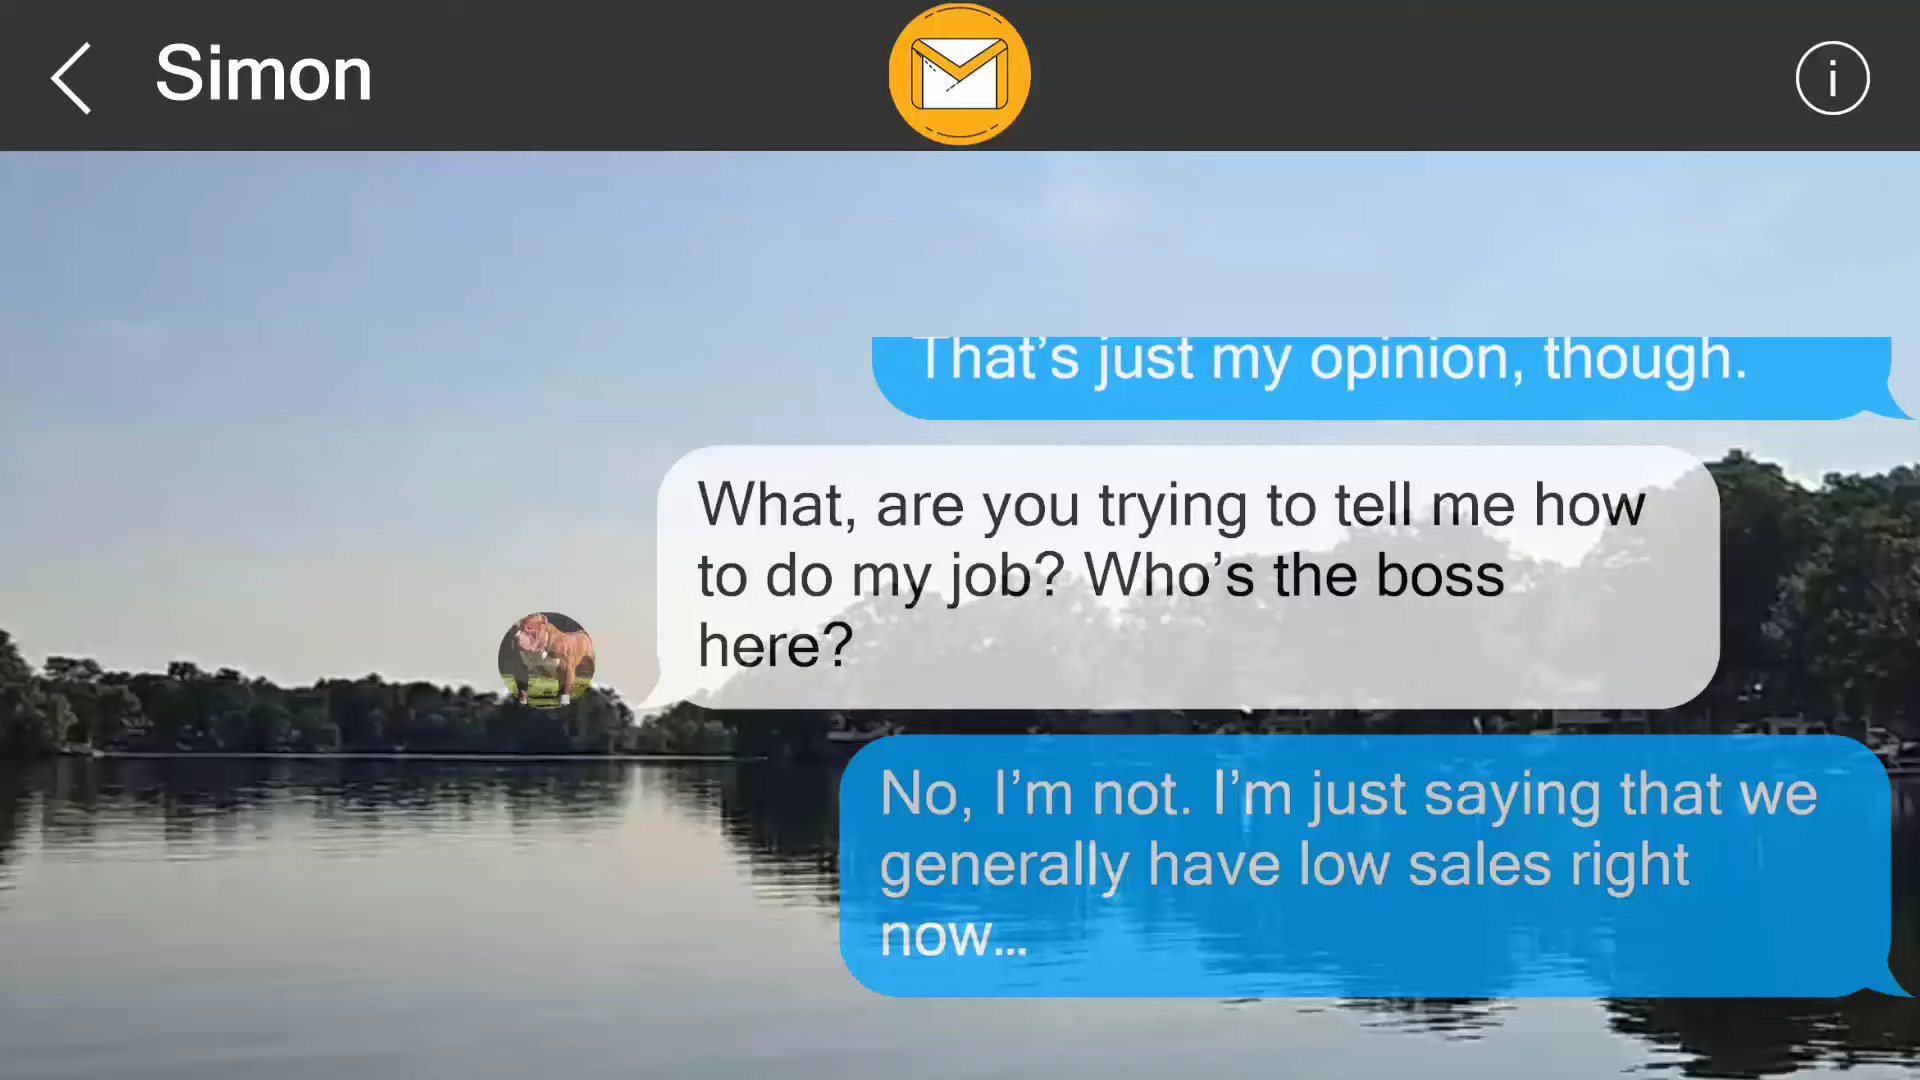 Simon
i
That’s just my opinion, though.
What, are you trying to tell me how
to do my job? Who’s the boss
here?
No, I’m not. I’m just saying that we
generally have low sales right
now…